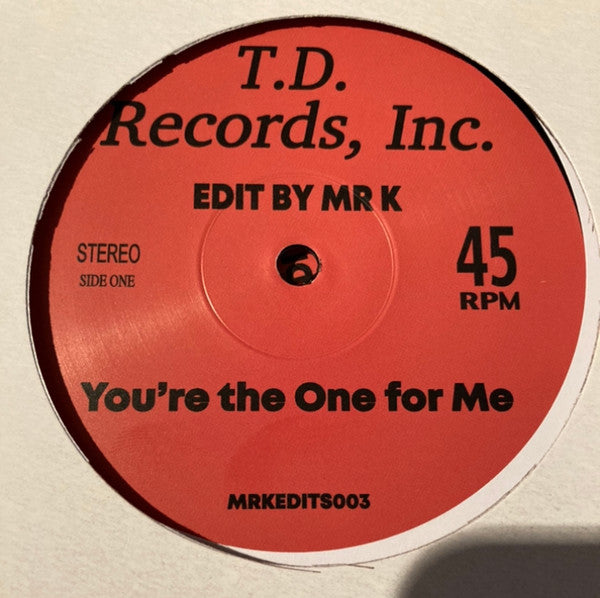 T.D.
Records, Inc.
EDIT BY MR K
STEREO
SIDE ONE
45
RPM
You're the One for Me
MRKEDITS003